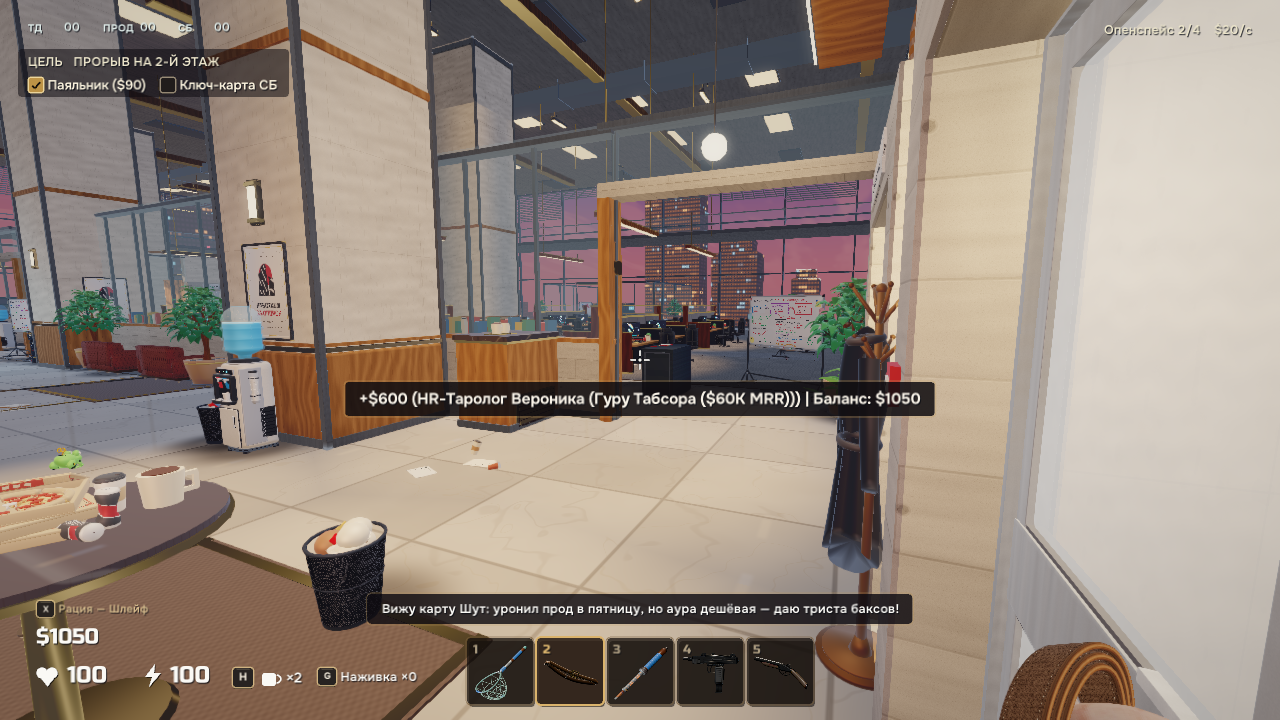 ТД 00 ПРОД 00 СБ 00
Опенспейс 2/4 $20/с
ЦЕЛЬ ПРОРЫВ НА 2-Й ЭТАЖ
Паяльник ($90) Ключ-карта СБ
+$600 (HR-Таролог Вероника (Гуру Табсора ($60K MRR))) | Баланс: $1050
X Рация — Шлейф
Вижу карту Шут: уронил прод в пятницу, но аура дешёвая — даю триста баксов!
$1050
100 100 H ×2 G Наживка ×0
1 2 3 4 5